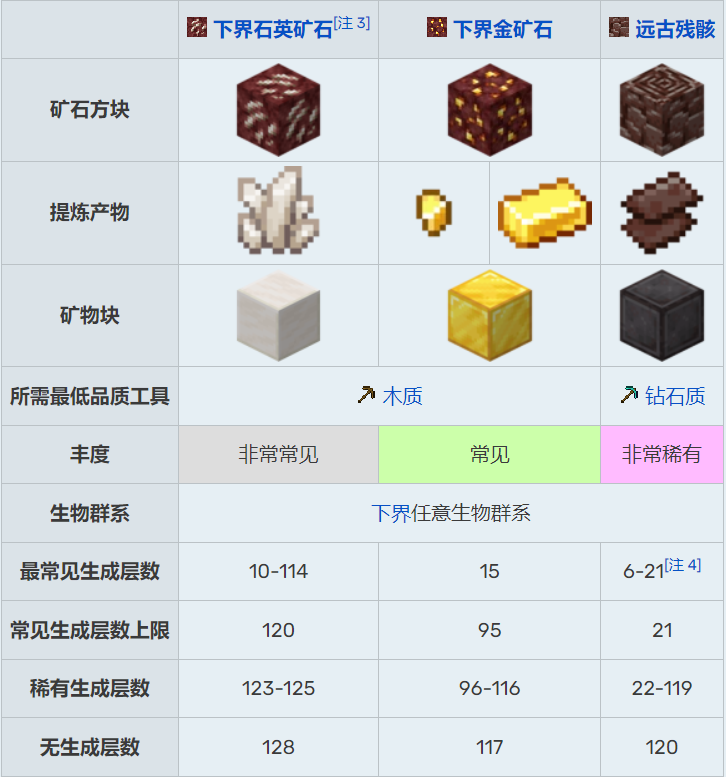 下界石英矿石[注 3] 下界金矿石 远古残骸
矿石方块
提炼产物
矿物块
所需最低品质工具 木质 钻石质
丰度 非常常见 常见 非常稀有
生物群系 下界任意生物群系
最常见生成层数 10-114 15 6-21[注 4]
常见生成层数上限 120 95 21
稀有生成层数 123-125 96-116 22-119
无生成层数 128 117 120